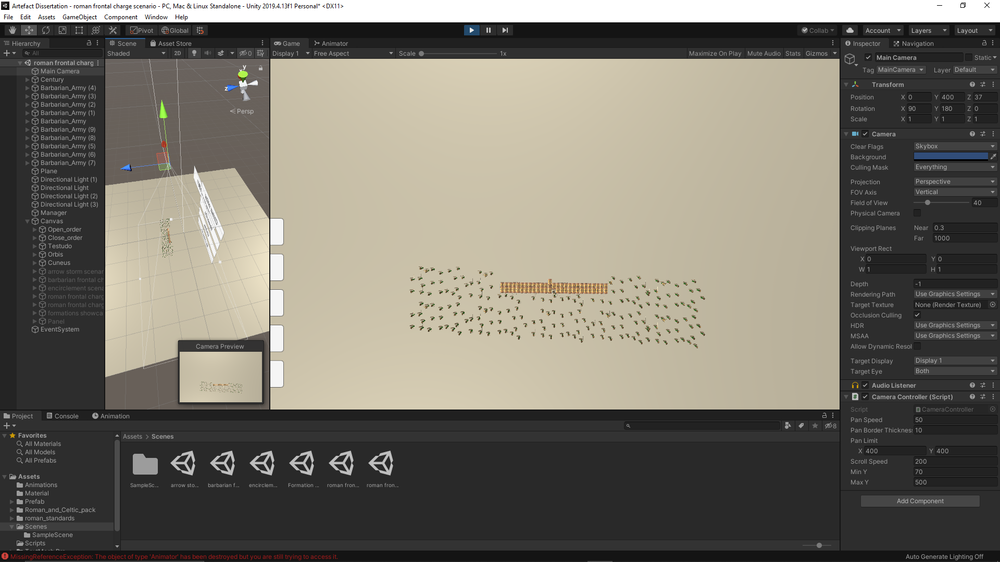 Artefact Dissertation - roman frontal charge scenario - PC, Mac & Linux Standalone - Unity 2019.4.13f1 Personal* <DX11>
File Edit Assets GameObject Component Window Help
Pivot Global Collab Account Layers Layout
Hierarchy
All
roman frontal charg
Main Camera
Century
Barbarian_Army (4)
Barbarian_Army (3)
Barbarian_Army (2)
Barbarian_Army (1)
Barbarian_Army
Barbarian_Army (9)
Barbarian_Army (8)
Barbarian_Army (5)
Barbarian_Army (6)
Barbarian_Army (7)
Plane
Directional Light (1)
Directional Light
Directional Light (2)
Directional Light (3)
Manager
Canvas
Open_order
Close_order
Testudo
Orbis
Cuneus
arrow storm scenar
barbarian frontal ch
encirclement scena
roman frontal charg
roman frontal charg
formations showca
Panel
EventSystem
Scene Asset Store
Shaded 2D 0
y
z
Persp
Camera Preview
Game Animator
Display 1 Free Aspect Scale 1x Maximize On Play Mute Audio Stats Gizmos
Inspector Navigation
Main Camera Static
Tag MainCamera Layer Default
Transform
Position X 0 Y 400 Z 37
Rotation X 90 Y 180 Z 0
Scale X 1 Y 1 Z 1
Camera
Clear Flags Skybox
Background
Culling Mask Everything
Projection Perspective
FOV Axis Vertical
Field of View 40
Physical Camera
Clipping Planes Near 0.3
Far 1000
Viewport Rect
X 0 Y 0
W 1 H 1
Depth -1
Rendering Path Use Graphics Settings
Target Texture None (Render Texture)
Occlusion Culling
HDR Use Graphics Settings
MSAA Use Graphics Settings
Allow Dynamic Resol
Target Display Display 1
Target Eye Both
Audio Listener
Camera Controller (Script)
Script CameraController
Pan Speed 50
Pan Border Thickness 10
Pan Limit
X 400 Y 400
Scroll Speed 200
Min Y 70
Max Y 500
Add Component
Project Console Animation
8
Favorites
All Materials
All Models
All Prefabs
Assets
Animations
Material
Prefab
Roman_and_Celtic_pack
roman_standards
Scenes
SampleScene
Scripts
Assets > Scenes
SampleSc... arrow sto... barbarian f... encirclem... Formation ... roman fron... roman fron...
MissingReferenceException: The object of type 'Animator' has been destroyed but you are still trying to access it.
Auto Generate Lighting Off